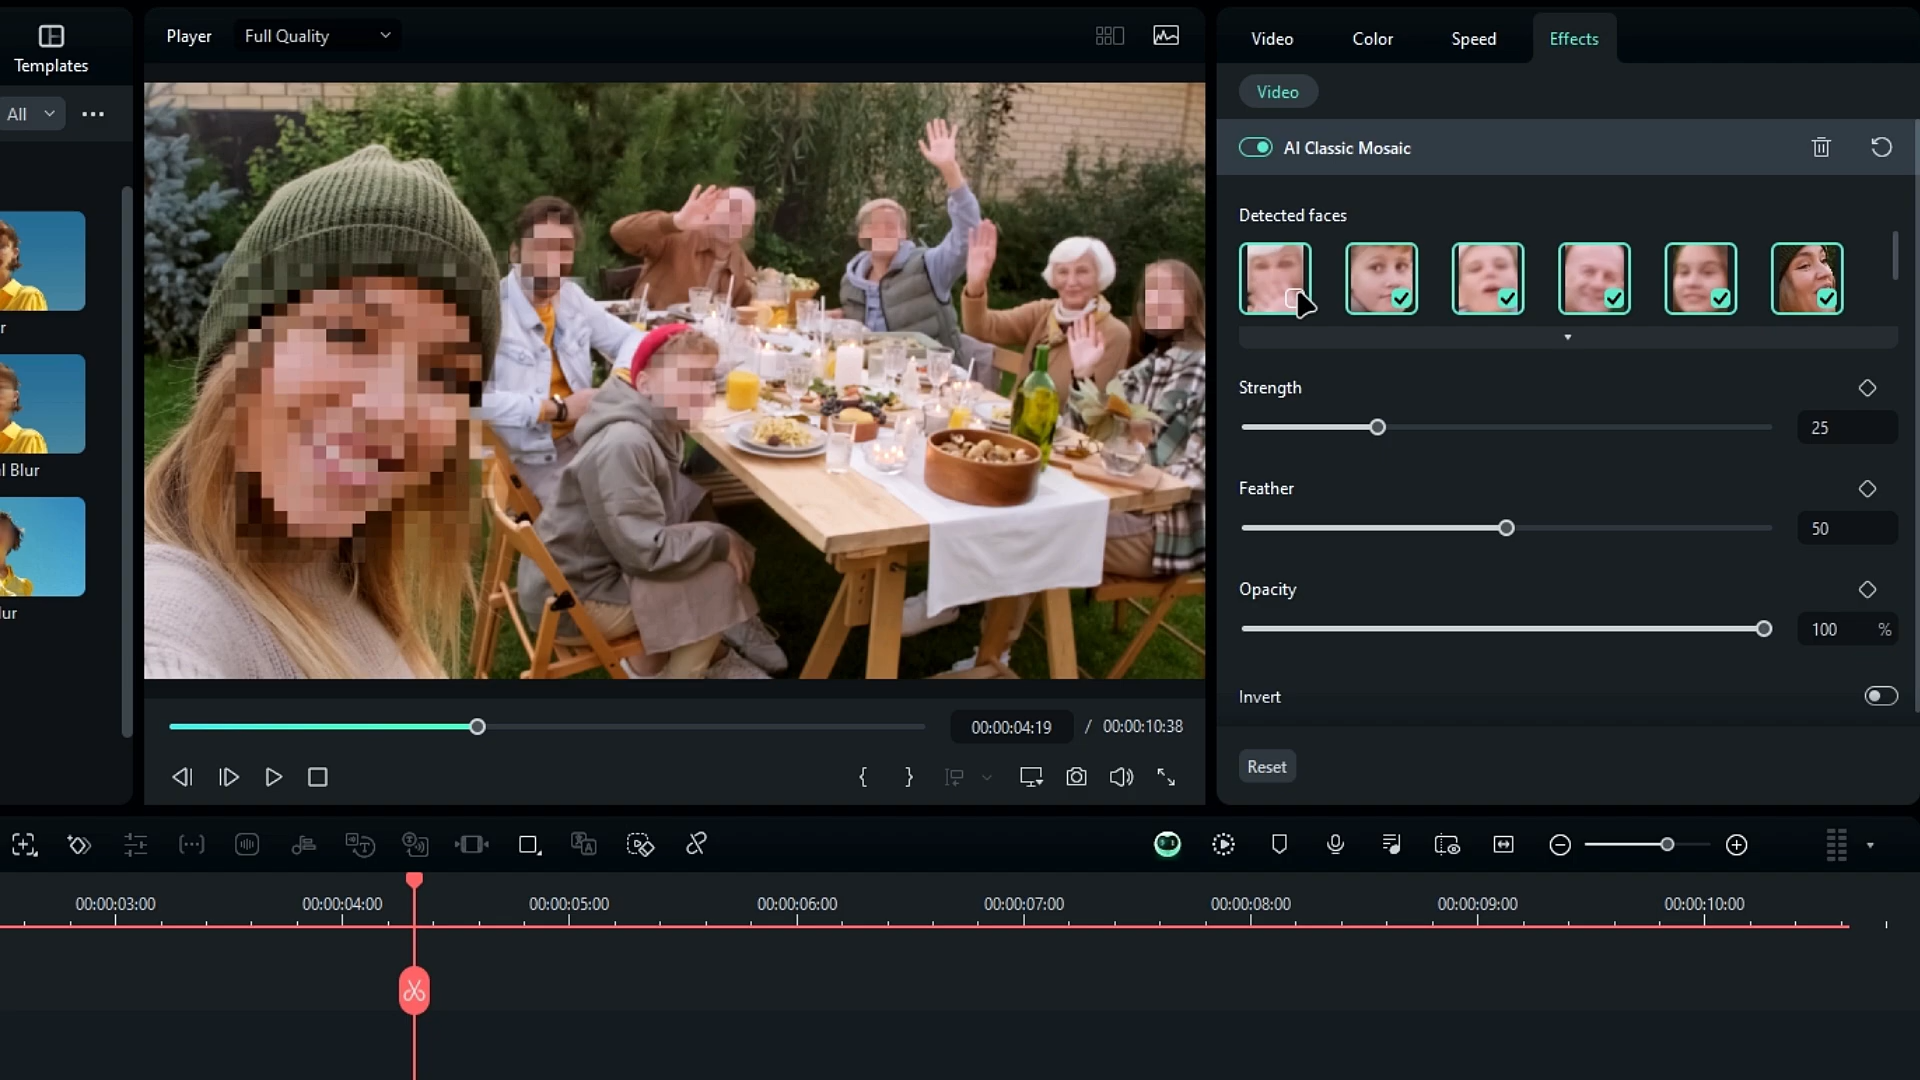 Templates
All
r
l Blur
lur
Player
Full Quality
00:00:04:19 / 00:00:10:38
Video Color Speed Effects
Video
AI Classic Mosaic
Detected faces
Strength
25
Feather
50
Opacity
100 %
Invert
Reset
00:00:03:00 00:00:04:00 00:00:05:00 00:00:06:00 00:00:07:00 00:00:08:00 00:00:09:00 00:00:10:00